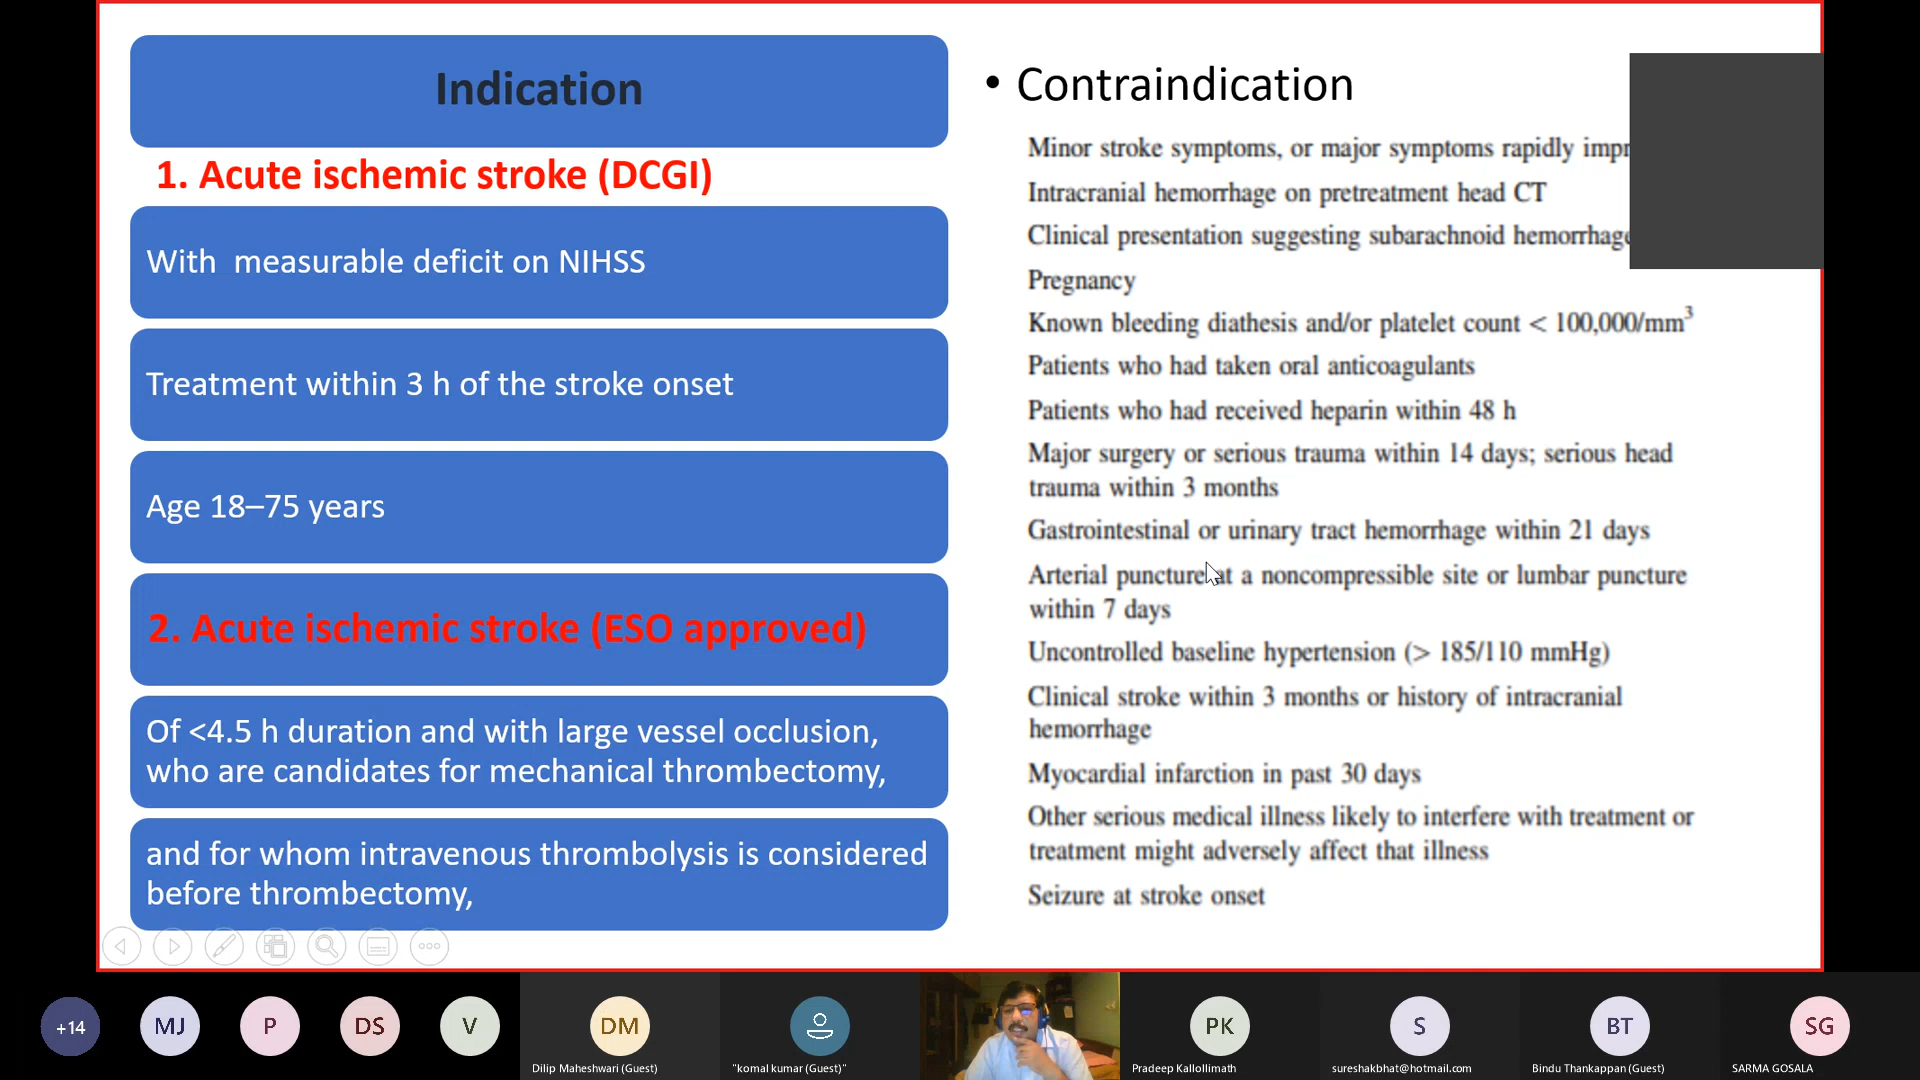 Indication
1. Acute ischemic stroke (DCGI)
With measurable deficit on NIHSS
Treatment within 3 h of the stroke onset
Age 18–75 years
2. Acute ischemic stroke (ESO approved)
Of <4.5 h duration and with large vessel occlusion,
who are candidates for mechanical thrombectomy,
and for whom intravenous thrombolysis is considered
before thrombectomy,
• Contraindication
Minor stroke symptoms, or major symptoms rapidly
Intracranial hemorrhage on pretreatment head CT
Clinical presentation suggesting subarachnoid hemorrhage
Pregnancy
Known bleeding diathesis and/or platelet count < 100,000/mm³
Patients who had taken oral anticoagulants
Patients who had received heparin within 48 h
Major surgery or serious trauma within 14 days; serious head
trauma within 3 months
Gastrointestinal or urinary tract hemorrhage within 21 days
Arterial puncture at a noncompressible site or lumbar puncture
within 7 days
Uncontrolled baseline hypertension (> 185/110 mmHg)
Clinical stroke within 3 months or history of intracranial
hemorrhage
Myocardial infarction in past 30 days
Other serious medical illness likely to interfere with treatment or
treatment might adversely affect that illness
Seizure at stroke onset
+14
MJ
P
DS
V
DM
Dilip Maheshwari (Guest)
"komal kumar (Guest)"
PK
Pradeep Kallollimath
S
sureshakbhat@hotmail.com
BT
Bindu Thankappan (Guest)
SG
SARMA GOSALA